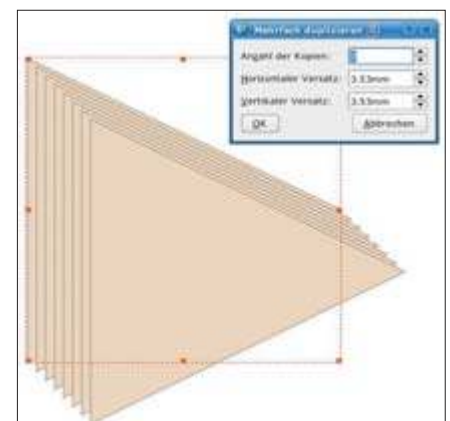 Mehrfach duplizieren
Anzahl der Kopien:
Horizontaler Versatz: 3.53mm
Vertikaler Versatz: 3.53mm
OK Abbrechen